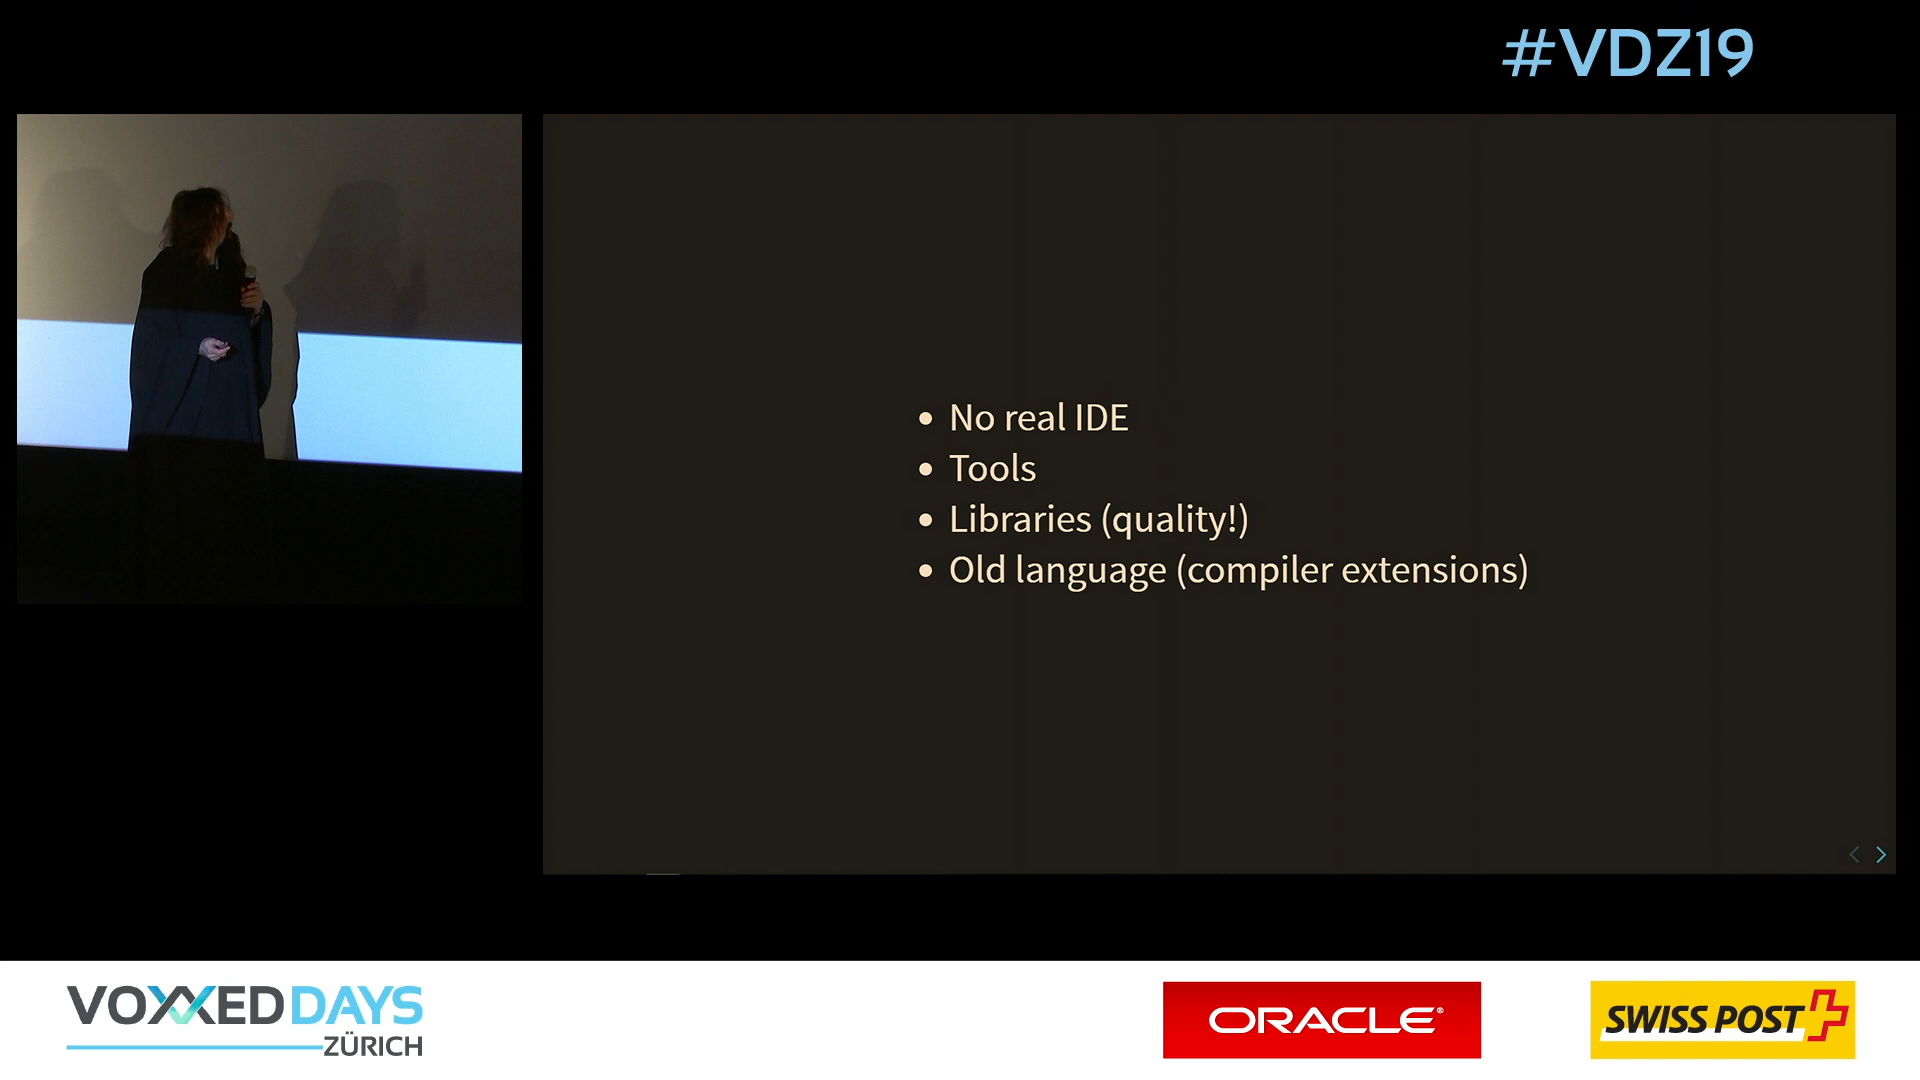 #VDZ19
• No real IDE
• Tools
• Libraries (quality!)
• Old language (compiler extensions)
VOXXED DAYS
ZÜRICH
ORACLE®
SWISS POST